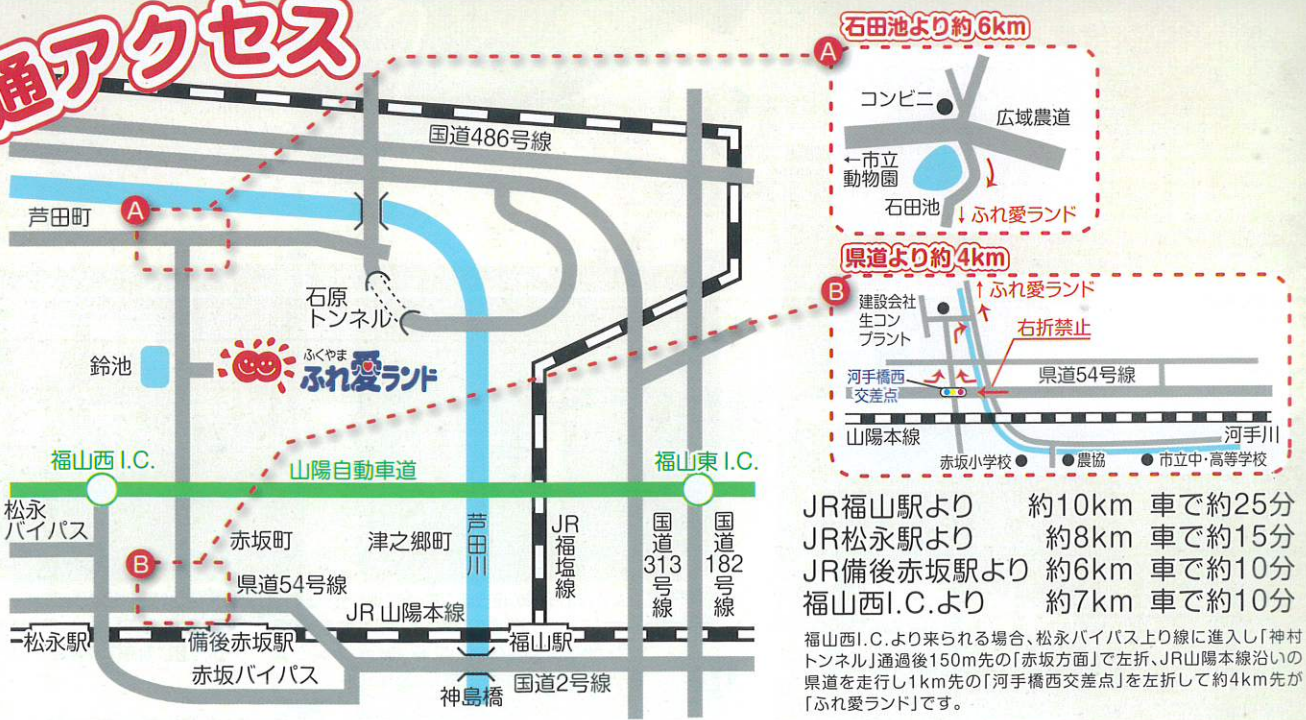 通アクセス
国道486号線
芦田町
A
石原
トンネル
鈴池
ふくやま
ふれ愛ランド
福山西 I.C.
山陽自動車道
福山東 I.C.
松永
バイパス
赤坂町
津之郷町
芦田川
JR福塩線
国道313号線
国道182号線
B
県道54号線
JR 山陽本線
松永駅
備後赤坂駅
福山駅
赤坂バイパス
神島橋
国道2号線
石田池より約6km
A
コンビニ
広域農道
←市立
動物園
石田池
↓ふれ愛ランド
県道より約4km
B
建設会社
生コン
プラント
↑ふれ愛ランド
右折禁止
河手橋西
交差点
県道54号線
山陽本線
河手川
赤坂小学校
農協
市立中・高等学校
JR福山駅より 約10km 車で約25分
JR松永駅より 約8km 車で約15分
JR備後赤坂駅より 約6km 車で約10分
福山西I.C.より 約7km 車で約10分
福山西I.C.より来られる場合、松永バイパス上り線に進入し「神村
トンネル」通過後150m先の「赤坂方面」で左折、JR山陽本線沿いの
県道を走行し1km先の「河手橋西交差点」を左折して約4km先が
「ふれ愛ランド」です。